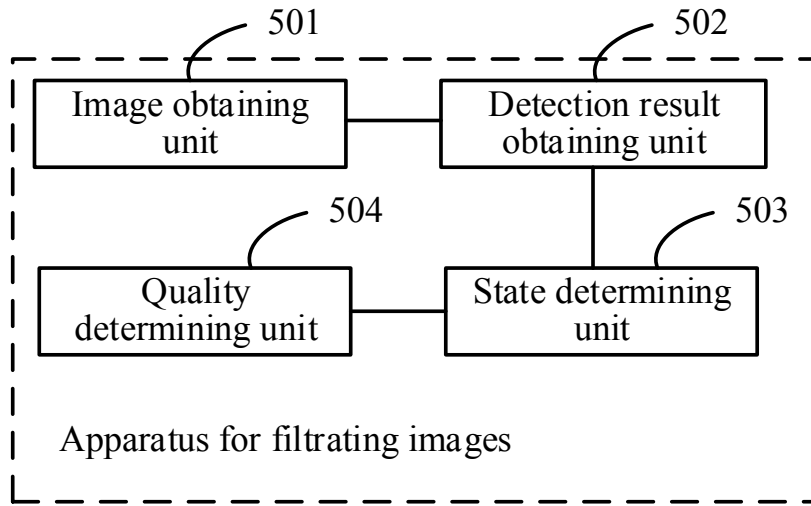 501
502
Image obtaining
unit
Detection result
obtaining unit
504
503
Quality
determining unit
State determining
unit
Apparatus for filtrating images